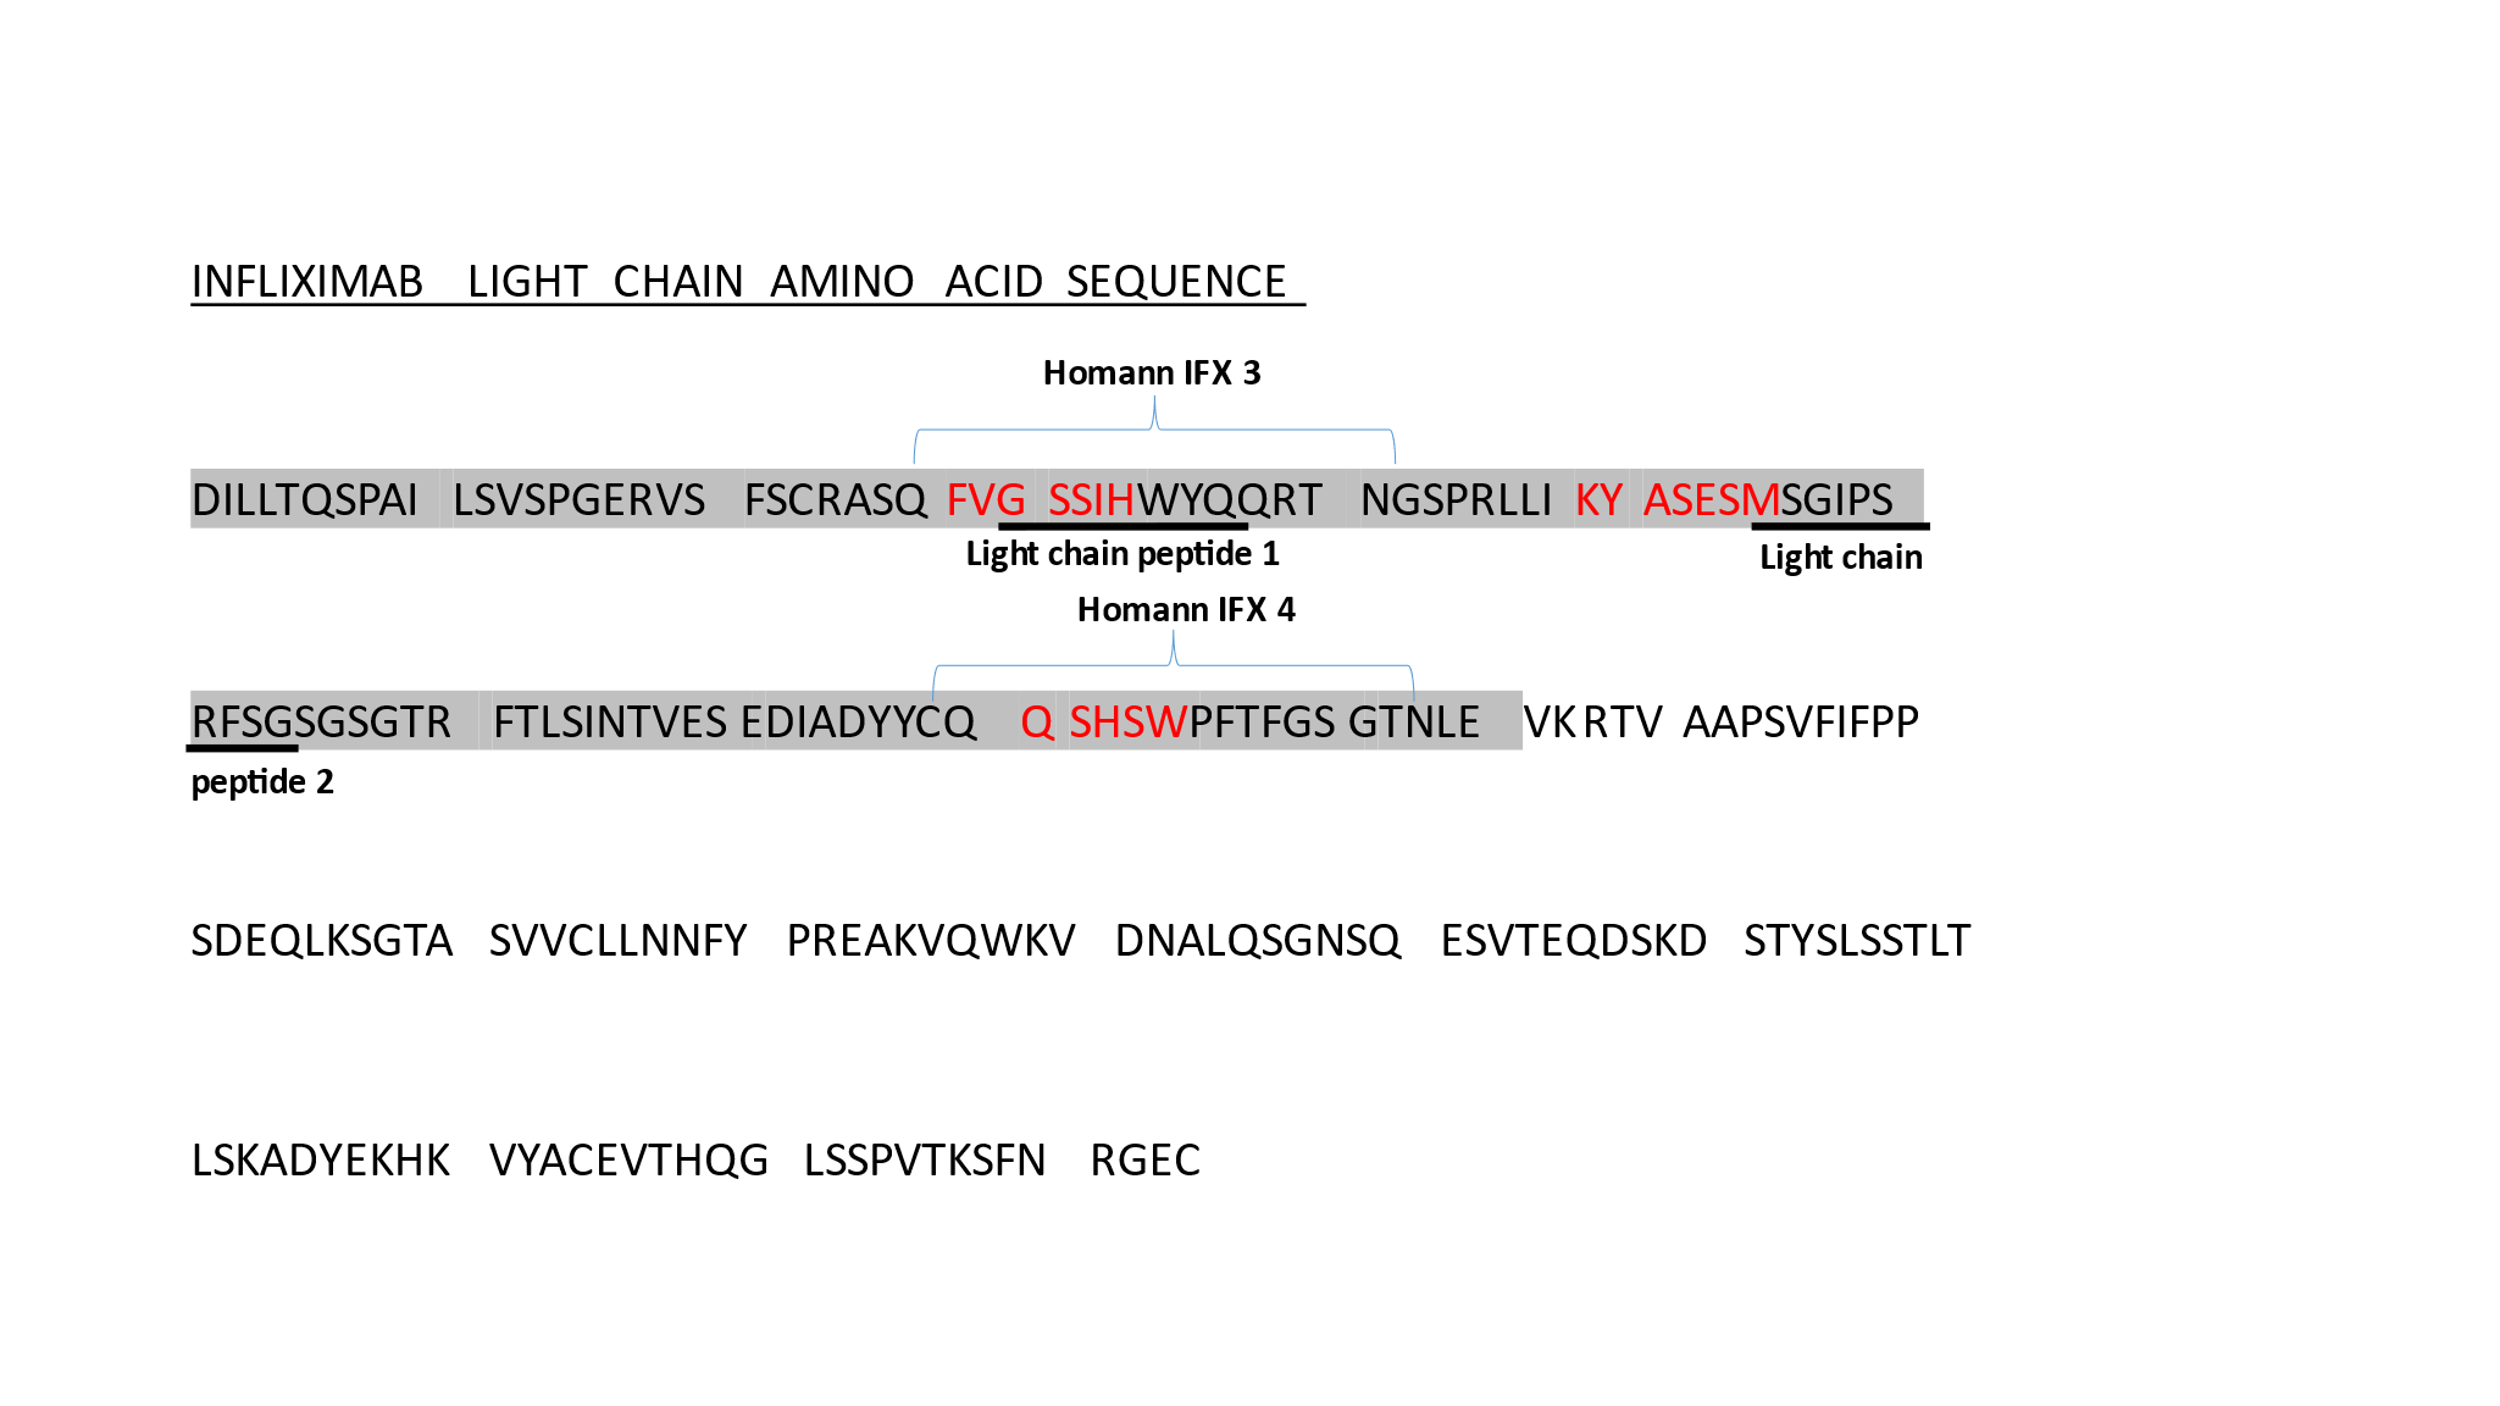 INFLIXIMAB LIGHT CHAIN AMINO ACID SEQUENCE
Homann IFX 3
DILLTQSPAI LSVSPGERVS FSCRASQ FVG SSIHWYQQRT NGSPRLLI KY ASESMSGIPS
Light chain peptide 1
Light chain
Homann IFX 4
RFSGSGSGTR FTLSINTVES EDIADYYCQ Q SHSWPFTFGS GTNLE VK RTV AAPSVFIFPP
peptide 2
SDEQLKSGTA SVVCLLNNFY PREAKVQWKV DNALQSGNSQ ESVTEQDSKD STYSLSSTLT
LSKADYEKHK VYACEVTHQG LSSPVTKSFN RGEC